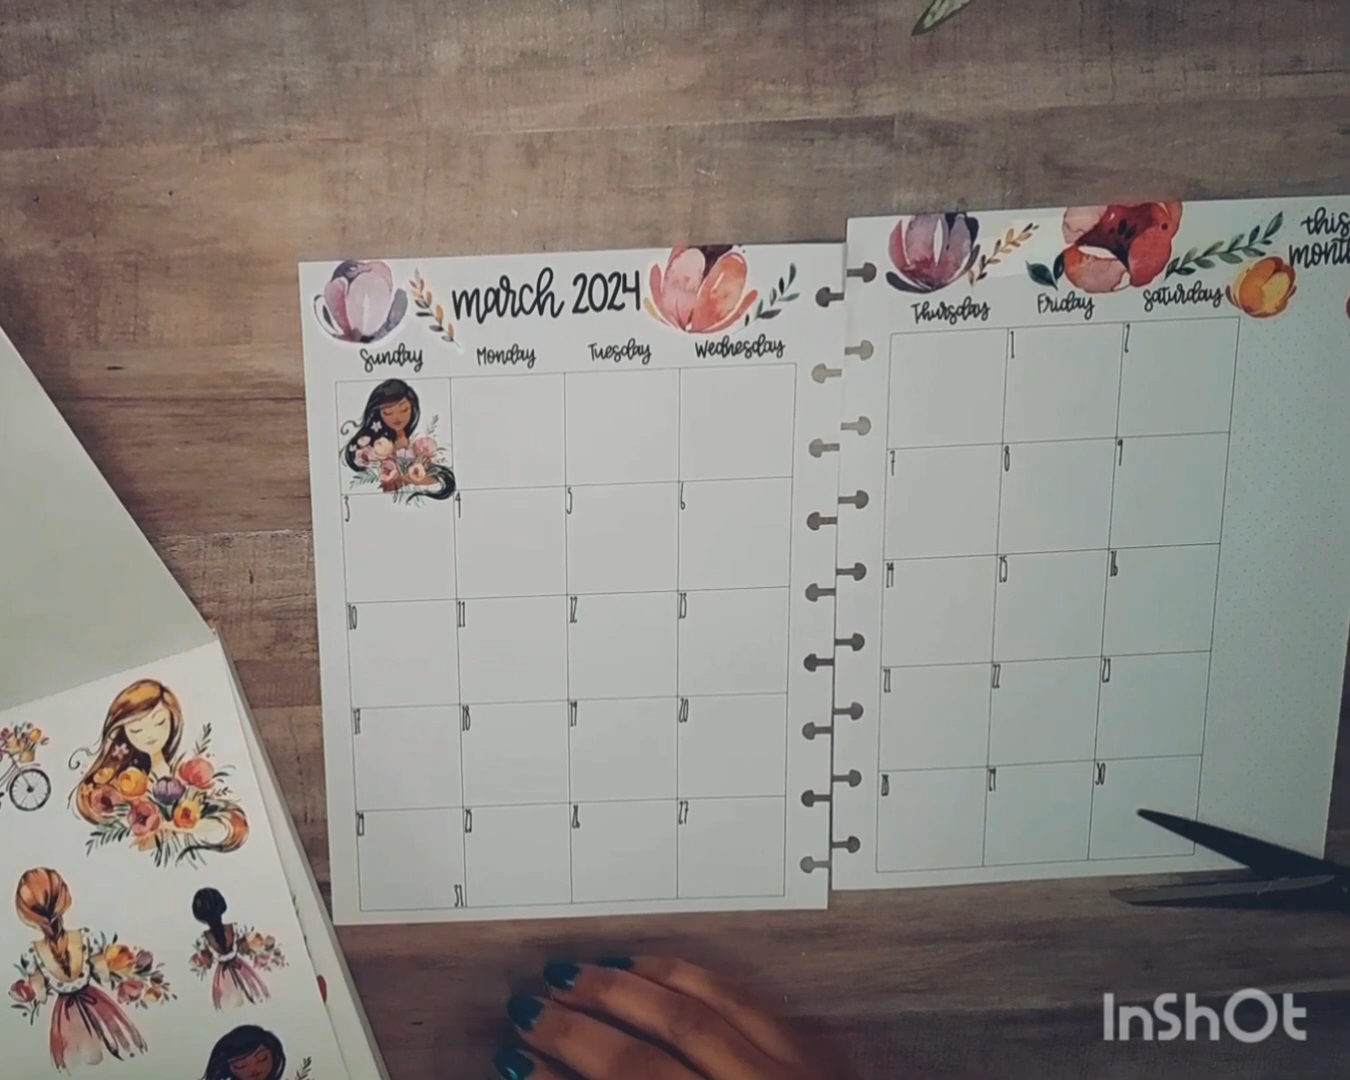 march 2024
this
month
Sunday Monday Tuesday Wednesday Thursday Friday Saturday
1 2
3 4 5 6 7 8 9
10 11 12 13 14 15 16
17 18 19 20 21 22 23
25 26 27 28 29 30
31
InShOt